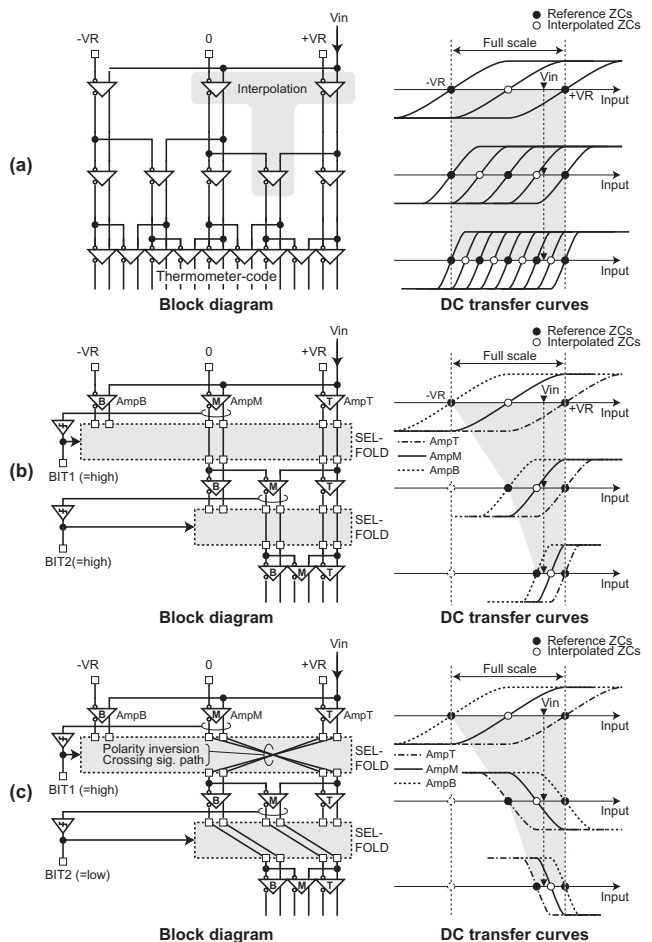 Vin
-VR
0
+VR
Interpolation
(a)
Thermometer-code
Block diagram
Reference ZCs
Interpolated ZCs
Full scale
-VR
Vin
+VR
Input
Input
Input
DC transfer curves
Vin
-VR
0
+VR
B
AmpB
M
AmpM
T
AmpT
SEL-
FOLD
BIT1 (=high)
(b)
B
M
T
SEL-
FOLD
BIT2(=high)
B
M
T
Block diagram
Reference ZCs
Interpolated ZCs
Full scale
-VR
Vin
+VR
Input
AmpT
AmpM
AmpB
Input
Input
DC transfer curves
Vin
-VR
0
+VR
B
AmpB
M
AmpM
T
AmpT
Polarity inversion
Crossing sig. path
SEL-
FOLD
BIT1 (=high)
(c)
B
M
T
SEL-
FOLD
BIT2 (=low)
B
M
T
Block diagram
Reference ZCs
Interpolated ZCs
Full scale
-VR
Vin
+VR
Input
AmpT
AmpM
AmpB
Input
Input
DC transfer curves